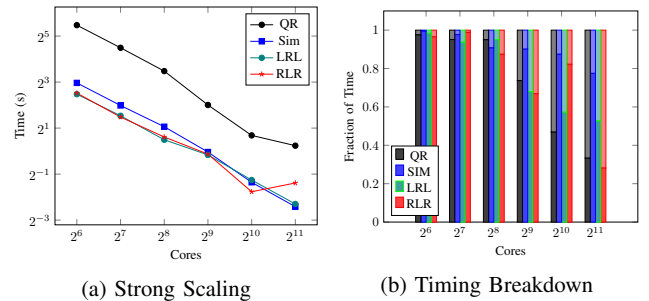 2^5
2^3
2^1
2^{-1}
2^{-3}
Time (s)
QR
Sim
LRL
RLR
2^6 2^7 2^8 2^9 2^{10} 2^{11}
Cores
(a) Strong Scaling
1
0.8
0.6
0.4
0.2
0
Fraction of Time
QR
SIM
LRL
RLR
2^6 2^7 2^8 2^9 2^{10} 2^{11}
Cores
(b) Timing Breakdown